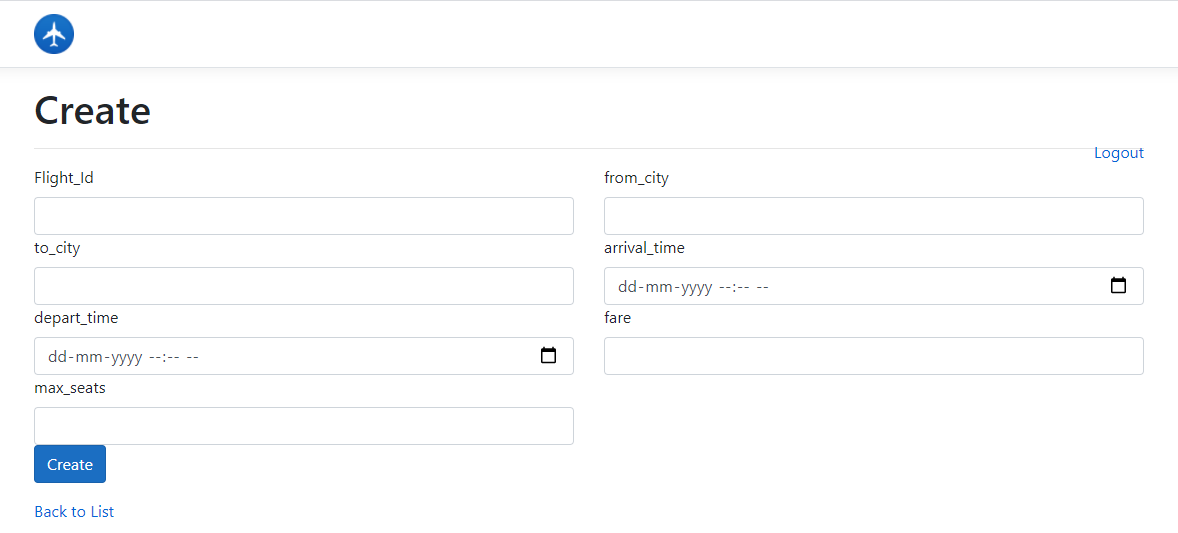 Create
Logout
Flight_Id
from_city
to_city
arrival_time
dd-mm-yyyy --:-- --
depart_time
fare
dd-mm-yyyy --:-- --
max_seats
Create
Back to List